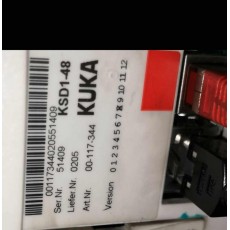 KSD1-48
KUKA
00117344020551409
Ser.Nr. 51409
Liefer.Nr. 0205
Art.Nr. 00-117-344
Version 0 1 2 3 4 5 6 7 8 9 10 11 12